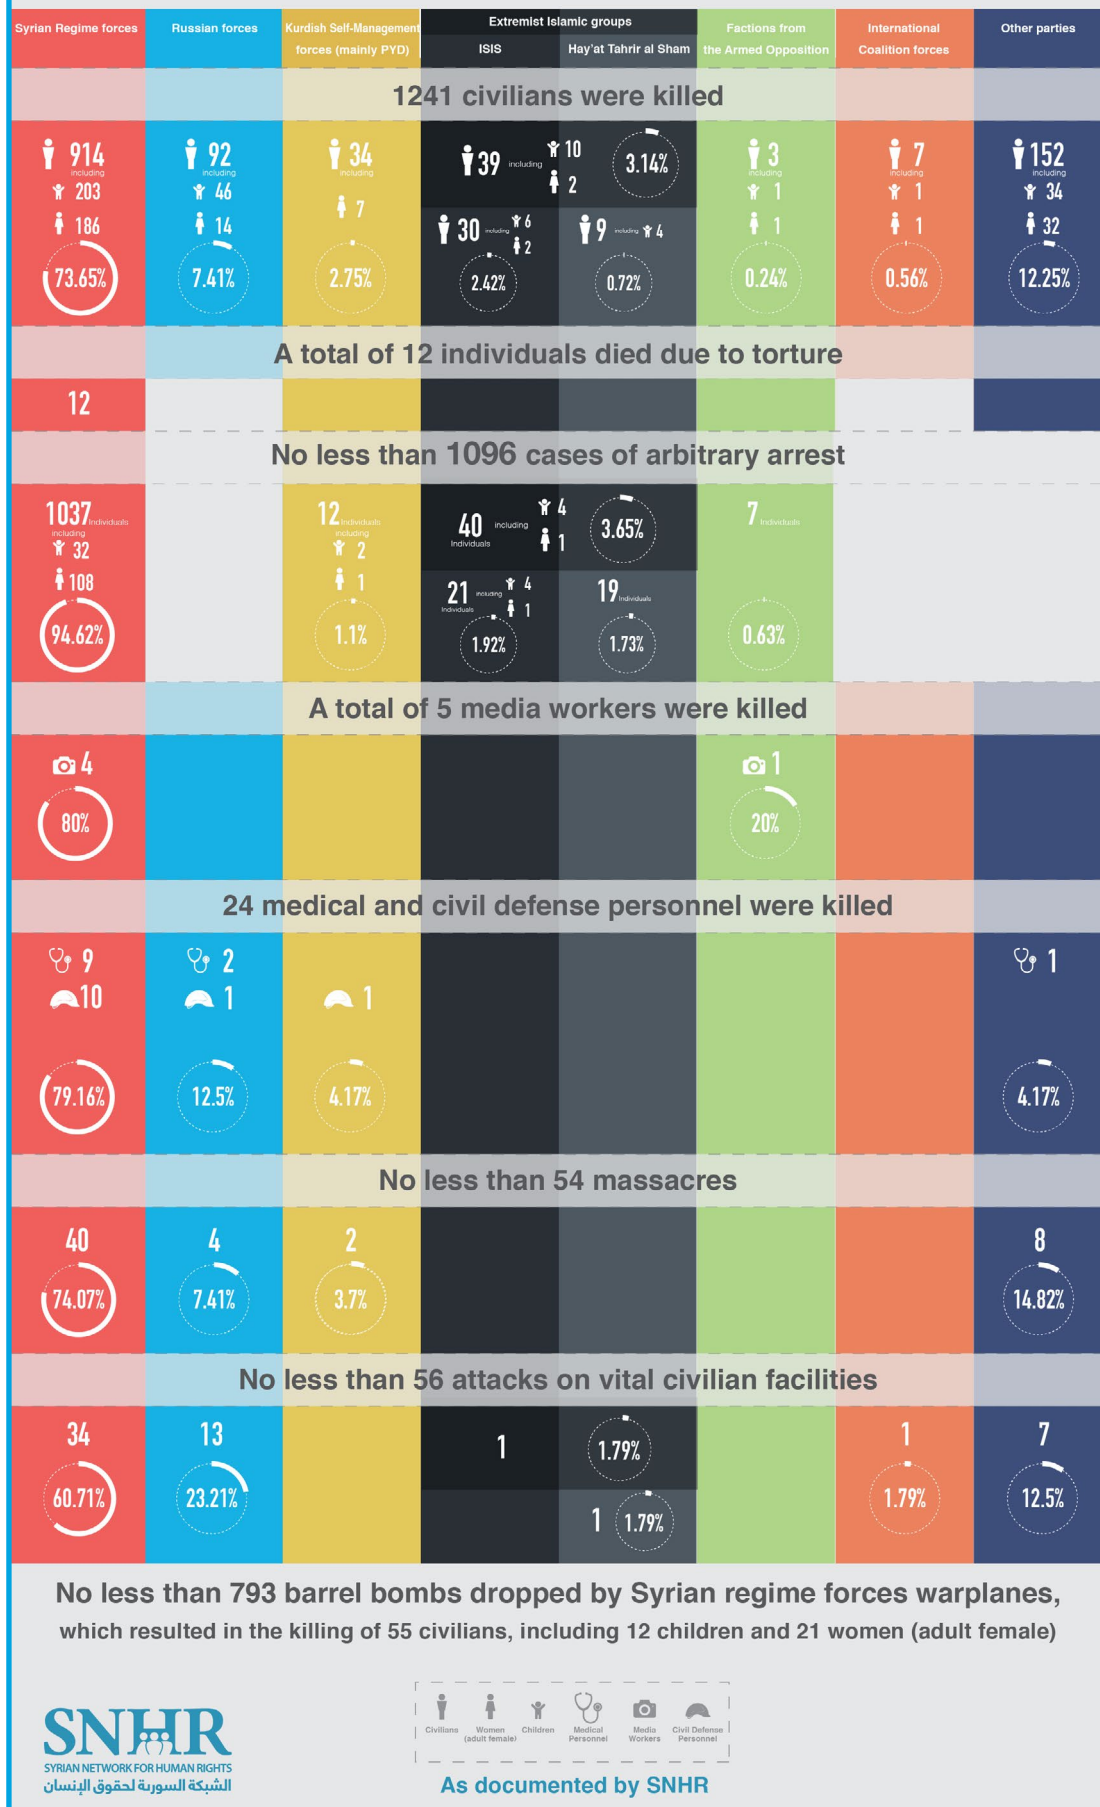 Syrian Regime forces
Russian forces
Kurdish Self-Management
forces (mainly PYD)
Extremist Islamic groups
ISIS
Hay'at Tahrir al Sham
Factions from
the Armed Opposition
International
Coalition forces
Other parties
1241 civilians were killed
914
including
203
186
73.65%
92
including
46
14
7.41%
34
including
7
2.75%
39 including 10
2
3.14%
30 including 6
2
2.42%
9 including 4
0.72%
3
including
1
1
0.24%
7
including
1
1
0.56%
152
including
34
32
12.25%
A total of 12 individuals died due to torture
12
No less than 1096 cases of arbitrary arrest
1037 Individuals
including
32
108
94.62%
12 Individuals
including
2
1
1.1%
40 including 4
Individuals 1
3.65%
21 including 4
Individuals 1
1.92%
19 Individuals
1.73%
7 Individuals
0.63%
A total of 5 media workers were killed
4
80%
1
20%
24 medical and civil defense personnel were killed
9
10
79.16%
2
1
12.5%
1
4.17%
1
4.17%
No less than 54 massacres
40
74.07%
4
7.41%
2
3.7%
8
14.82%
No less than 56 attacks on vital civilian facilities
34
60.71%
13
23.21%
1
1.79%
1 1.79%
1
1.79%
7
12.5%
No less than 793 barrel bombs dropped by Syrian regime forces warplanes,
which resulted in the killing of 55 civilians, including 12 children and 21 women (adult female)
SNHR
SYRIAN NETWORK FOR HUMAN RIGHTS
الشبكة السورية لحقوق الإنسان
Civilians
Women
(adult female)
Children
Medical
Personnel
Media
Workers
Civil Defense
Personnel
As documented by SNHR